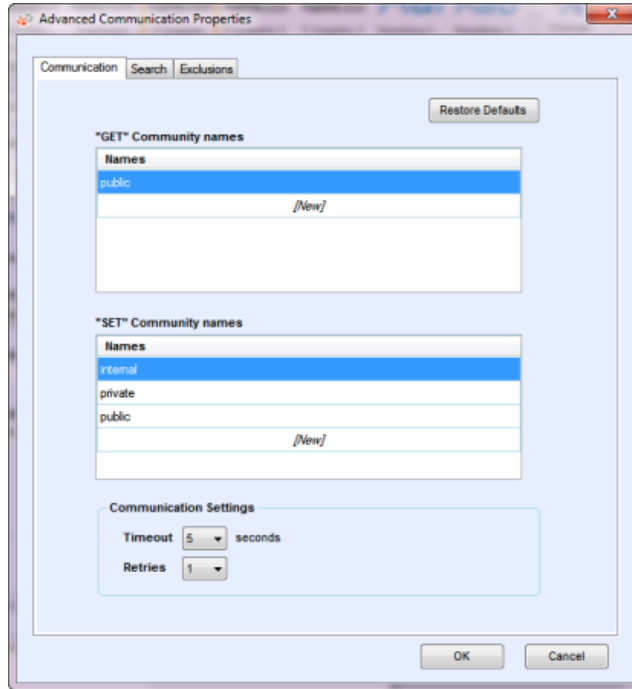 Advanced Communication Properties
Communication Search Exclusions
Restore Defaults
"GET" Community names
Names
public
[New]
"SET" Community names
Names
internal
private
public
[New]
Communication Settings
Timeout 5 seconds
Retries 1
OK Cancel